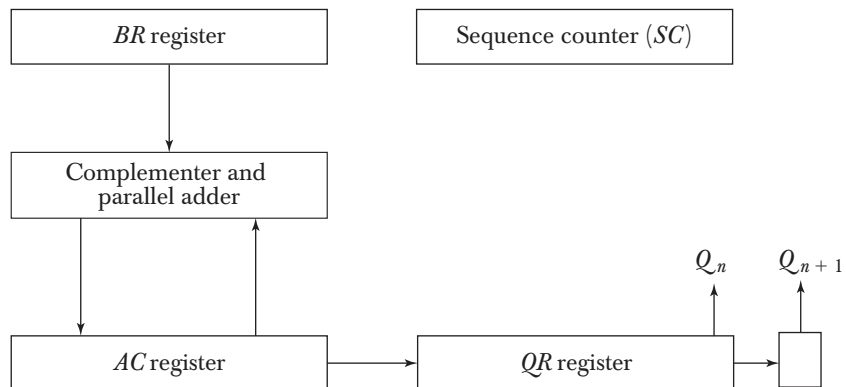 BR register
Sequence counter (SC)
Complementer and
parallel adder
Qn
Qn + 1
AC register
QR register